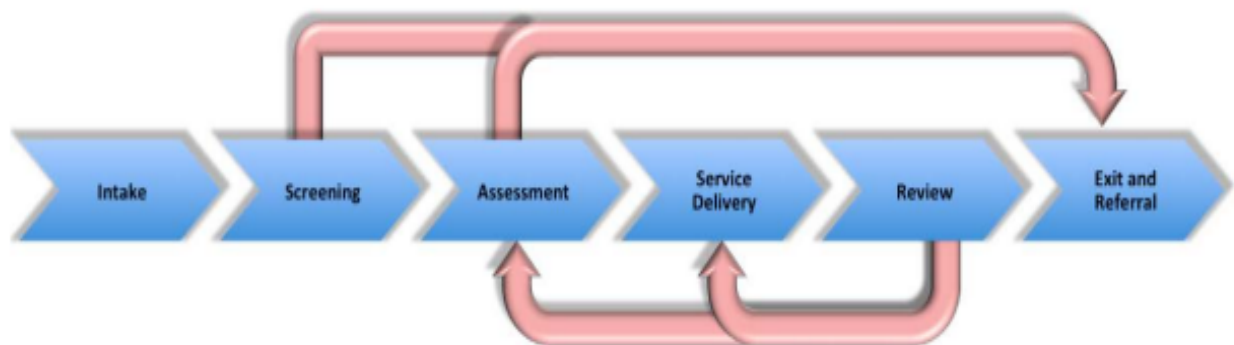 Intake
Screening
Assessment
Service
Delivery
Review
Exit and
Referral